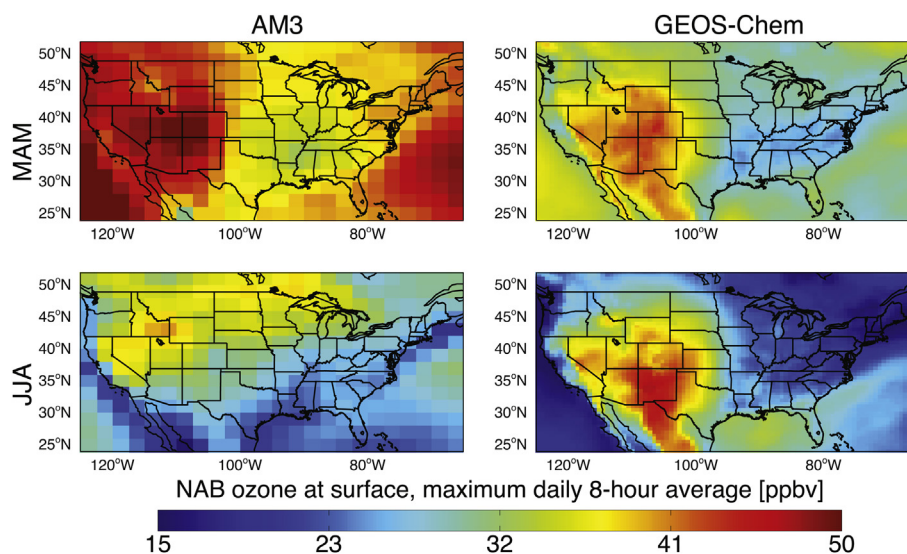 AM3 GEOS-Chem
MAM
50°N 50°N
45°N 45°N
40°N 40°N
35°N 35°N
30°N 30°N
25°N 25°N
120°W 100°W 80°W 120°W 100°W 80°W
JJA
50°N 50°N
45°N 45°N
40°N 40°N
35°N 35°N
30°N 30°N
25°N 25°N
120°W 100°W 80°W 120°W 100°W 80°W
NAB ozone at surface, maximum daily 8-hour average [ppbv]
15 23 32 41 50